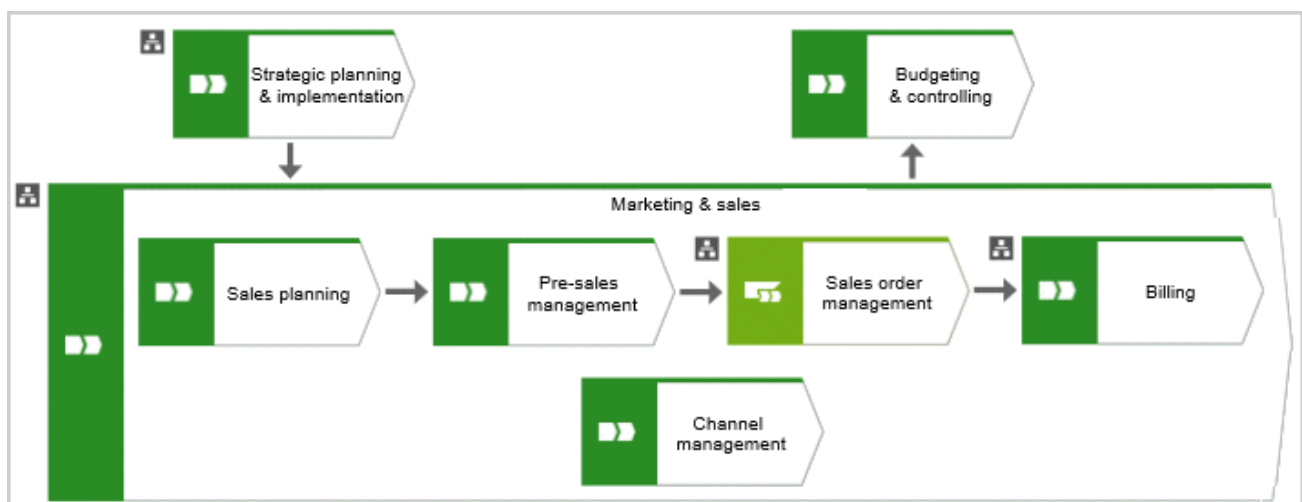 Strategic planning
& implementation
Budgeting
& controlling
Marketing & sales
Sales planning
Pre-sales
management
Sales order
management
Billing
Channel
management